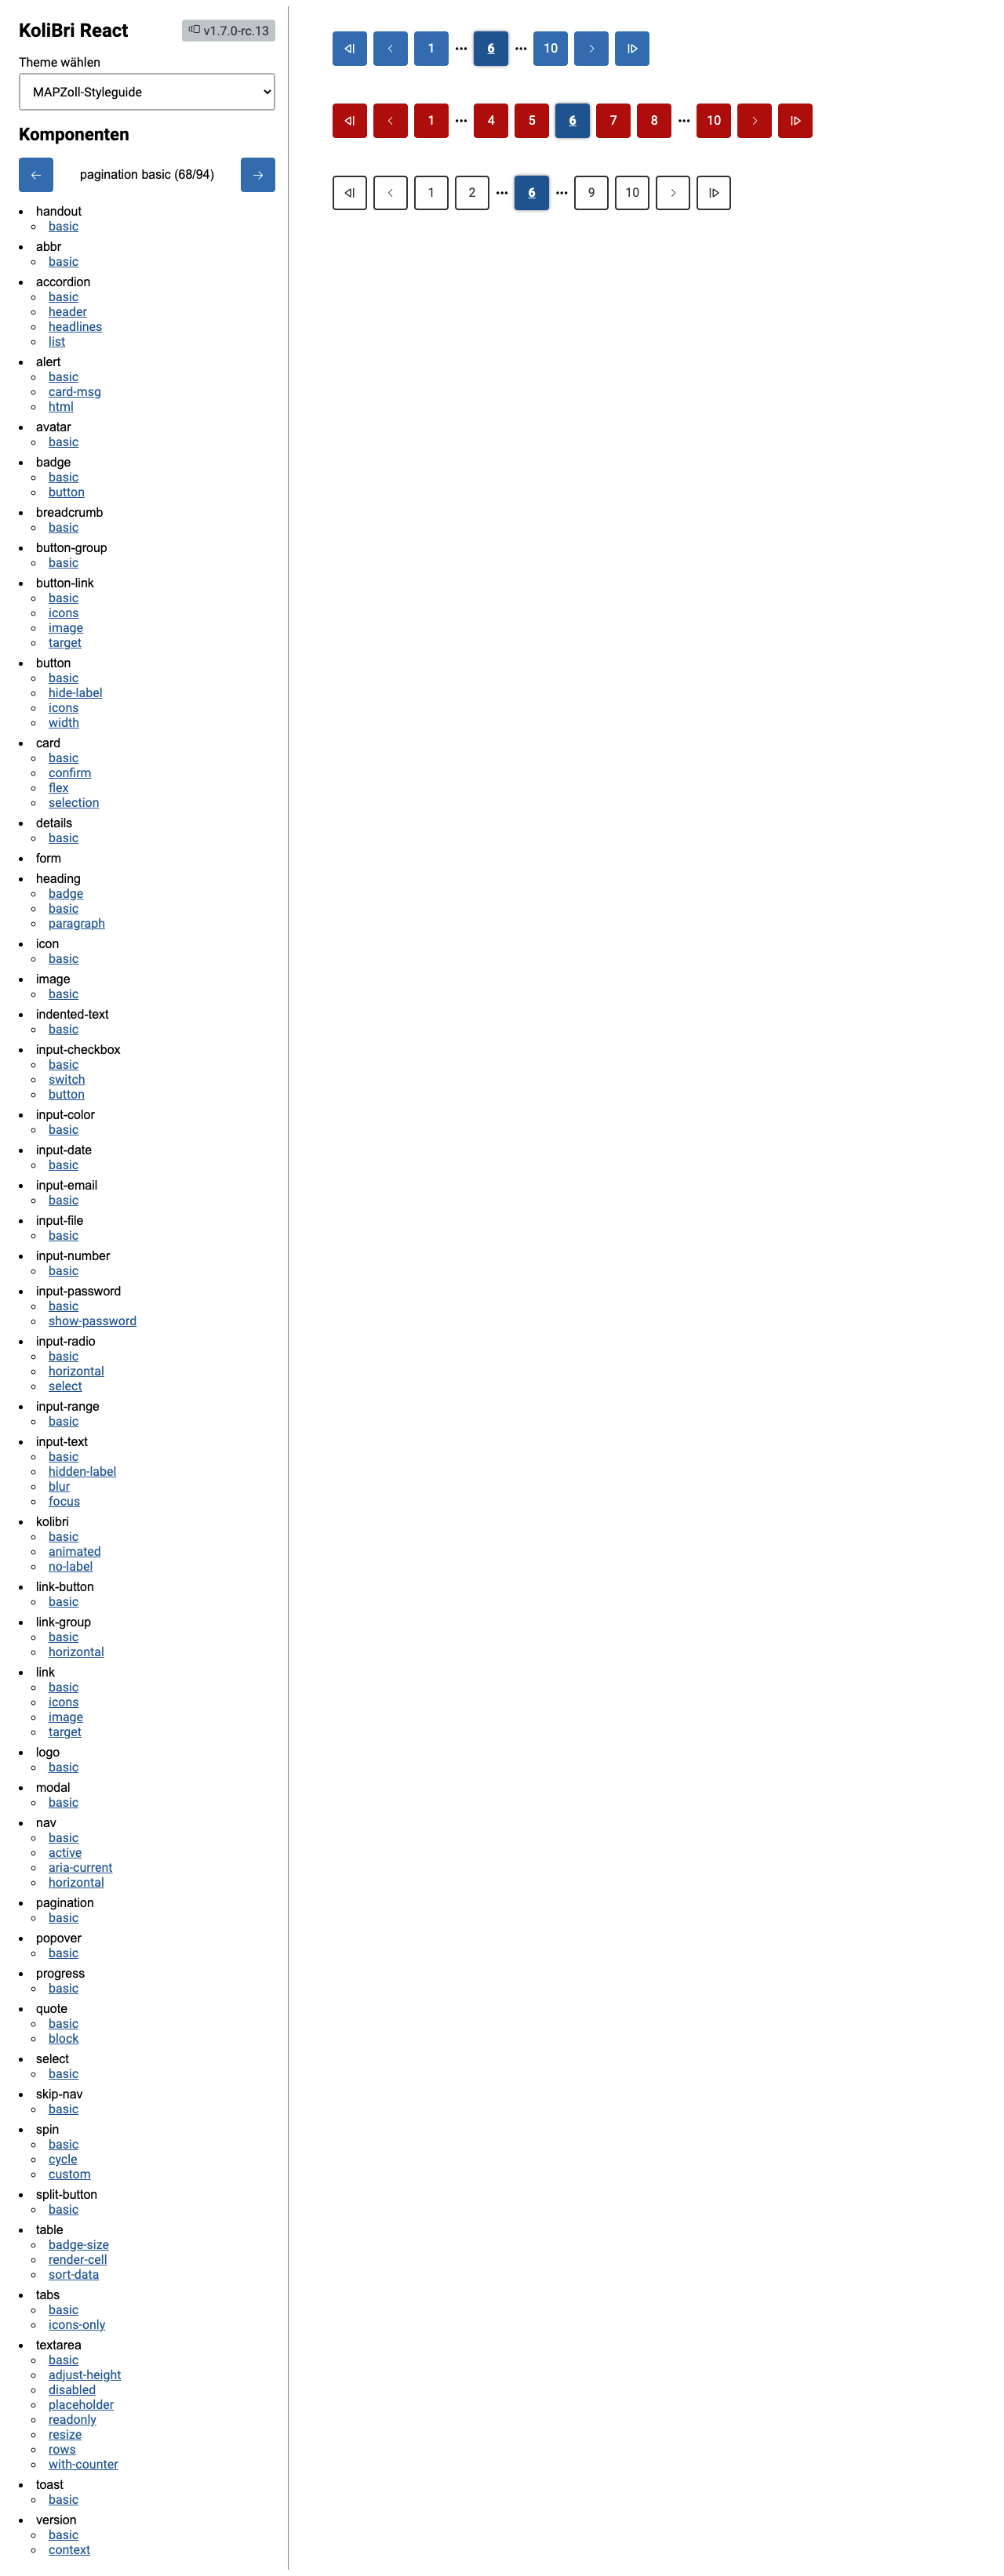 KoliBri React
v1.7.0-rc.13
Theme wählen
MAPZoll-Styleguide
Komponenten
pagination basic (68/94)
handout
basic
abbr
basic
accordion
basic
header
headlines
list
alert
basic
card-msg
html
avatar
basic
badge
basic
button
breadcrumb
basic
button-group
basic
button-link
basic
icons
image
target
button
basic
hide-label
icons
width
card
basic
confirm
flex
selection
details
basic
form
heading
badge
basic
paragraph
icon
basic
image
basic
indented-text
basic
input-checkbox
basic
switch
button
input-color
basic
input-date
basic
input-email
basic
input-file
basic
input-number
basic
input-password
basic
show-password
input-radio
basic
horizontal
select
input-range
basic
input-text
basic
hidden-label
blur
focus
kolibri
basic
animated
no-label
link-button
basic
link-group
basic
horizontal
link
basic
icons
image
target
logo
basic
modal
basic
nav
basic
active
aria-current
horizontal
pagination
basic
popover
basic
progress
basic
quote
basic
block
select
basic
skip-nav
basic
spin
basic
cycle
custom
split-button
basic
table
badge-size
render-cell
sort-data
tabs
basic
icons-only
textarea
basic
adjust-height
disabled
placeholder
readonly
resize
rows
with-counter
toast
basic
version
basic
context
1 ••• 6 ••• 10
1 ••• 4 5 6 7 8 ••• 10
1 2 ••• 6 ••• 9 10